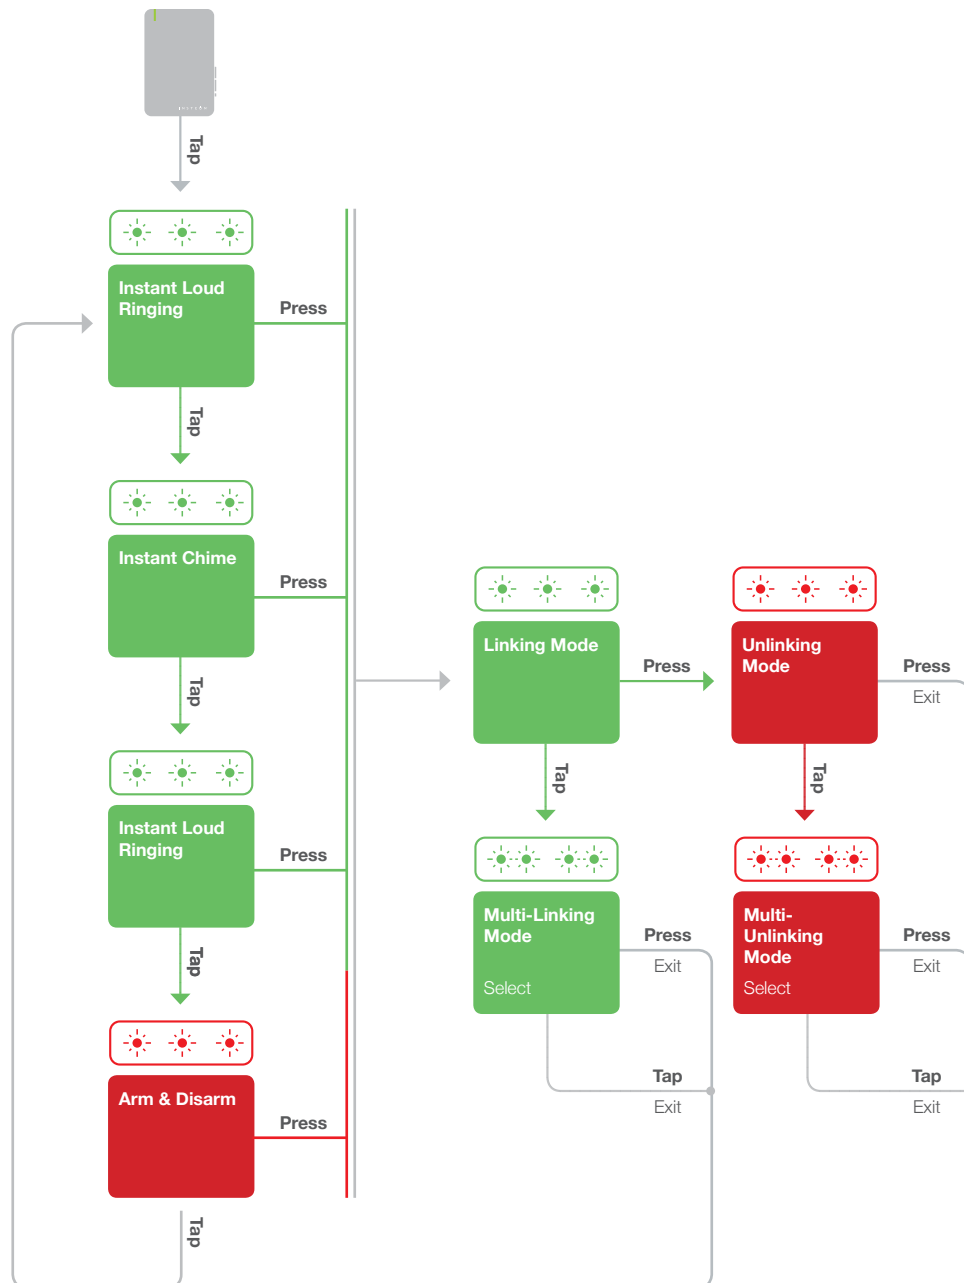 Tap
Instant Loud
Ringing
Press
Tap
Instant Chime
Press
Tap
Instant Loud
Ringing
Press
Tap
Arm & Disarm
Press
Tap
Linking Mode
Press
Tap
Unlinking
Mode
Press
Exit
Tap
Multi-Linking
Mode
Select
Press
Exit
Tap
Exit
Multi-
Unlinking
Mode
Select
Press
Exit
Tap
Exit